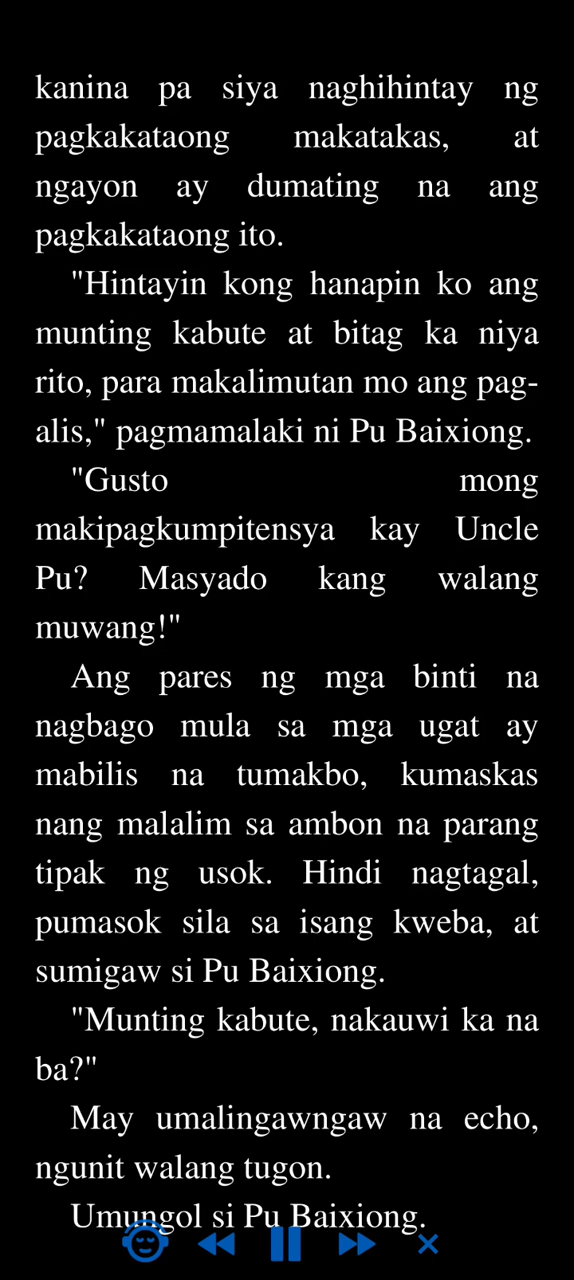 kanina pa siya naghihintay ng
pagkakataong makatakas, at
ngayon ay dumating na ang
pagkakataong ito.
"Hintayin kong hanapin ko ang
munting kabute at bitag ka niya
rito, para makalimutan mo ang pag-
alis," pagmamalaki ni Pu Baixiong.
"Gusto mong
makipagkumpitensya kay Uncle
Pu? Masyado kang walang
muwang!"
Ang pares ng mga binti na
nagbago mula sa mga ugat ay
mabilis na tumakbo, kumaskas
nang malalim sa ambon na parang
tipak ng usok. Hindi nagtagal,
pumasok sila sa isang kweba, at
sumigaw si Pu Baixiong.
"Munting kabute, nakauwi ka na
ba?"
May umalingawngaw na echo,
ngunit walang tugon.
Umungol si Pu Baixiong.